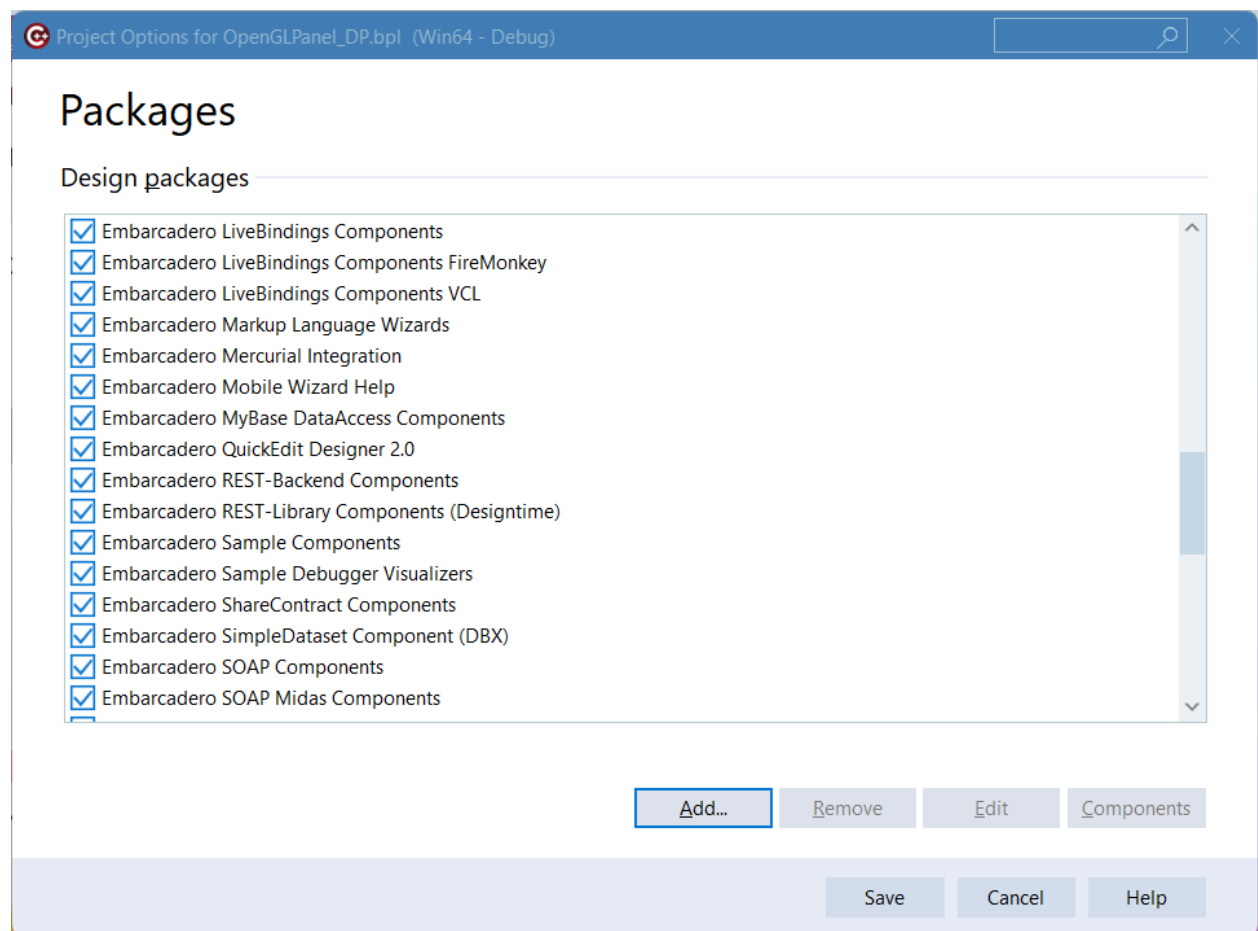 Project Options for OpenGLPanel_DP.bpl (Win64 - Debug)
Packages
Design packages
Embarcadero LiveBindings Components
Embarcadero LiveBindings Components FireMonkey
Embarcadero LiveBindings Components VCL
Embarcadero Markup Language Wizards
Embarcadero Mercurial Integration
Embarcadero Mobile Wizard Help
Embarcadero MyBase DataAccess Components
Embarcadero QuickEdit Designer 2.0
Embarcadero REST-Backend Components
Embarcadero REST-Library Components (Designtime)
Embarcadero Sample Components
Embarcadero Sample Debugger Visualizers
Embarcadero ShareContract Components
Embarcadero SimpleDataset Component (DBX)
Embarcadero SOAP Components
Embarcadero SOAP Midas Components
Add... Remove Edit Components
Save Cancel Help